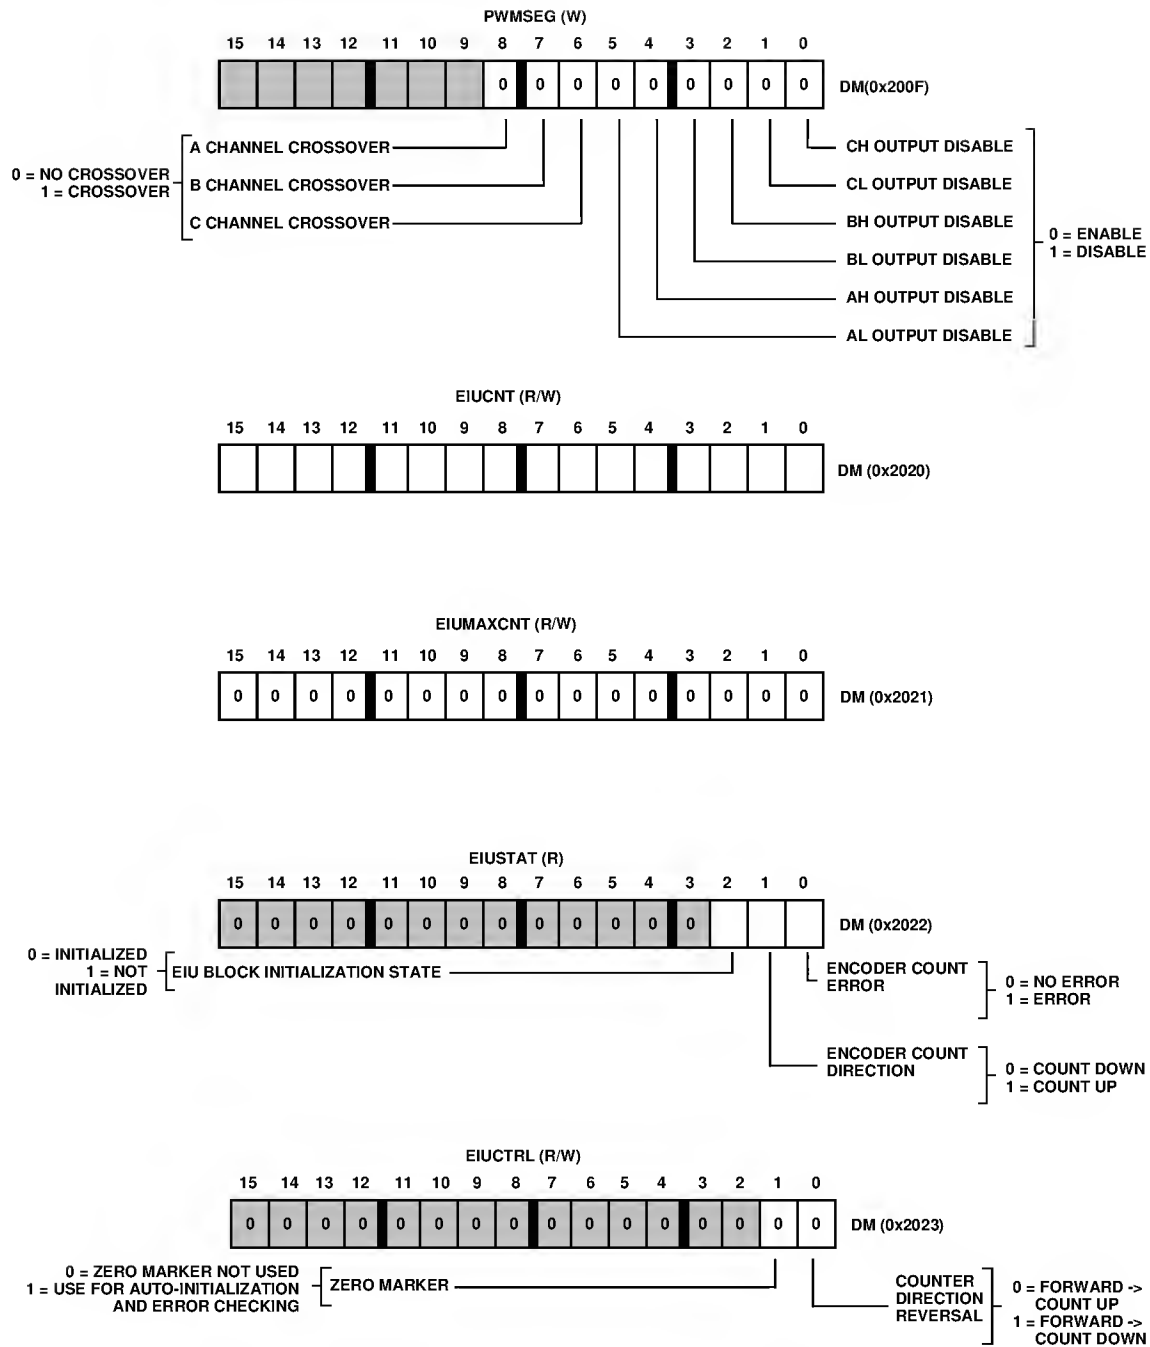 PWMSEG (W)
15 14 13 12 11 10 9 8 7 6 5 4 3 2 1 0
0 0 0 0 0 0 0 0 0 DM(0x200F)
A CHANNEL CROSSOVER CH OUTPUT DISABLE
0 = NO CROSSOVER
1 = CROSSOVER
B CHANNEL CROSSOVER CL OUTPUT DISABLE
C CHANNEL CROSSOVER BH OUTPUT DISABLE
0 = ENABLE
1 = DISABLE
BL OUTPUT DISABLE
AH OUTPUT DISABLE
AL OUTPUT DISABLE
EIUCNT (R/W)
15 14 13 12 11 10 9 8 7 6 5 4 3 2 1 0
DM (0x2020)
EIUMAXCNT (R/W)
15 14 13 12 11 10 9 8 7 6 5 4 3 2 1 0
0 0 0 0 0 0 0 0 0 0 0 0 0 0 0 0 DM (0x2021)
EIUSTAT (R)
15 14 13 12 11 10 9 8 7 6 5 4 3 2 1 0
0 0 0 0 0 0 0 0 0 0 0 0 0 DM (0x2022)
0 = INITIALIZED
1 = NOT
INITIALIZED
EIU BLOCK INITIALIZATION STATE
ENCODER COUNT
ERROR
0 = NO ERROR
1 = ERROR
ENCODER COUNT
DIRECTION
0 = COUNT DOWN
1 = COUNT UP
EIUCTRL (R/W)
15 14 13 12 11 10 9 8 7 6 5 4 3 2 1 0
0 0 0 0 0 0 0 0 0 0 0 0 0 0 0 0 DM (0x2023)
0 = ZERO MARKER NOT USED
1 = USE FOR AUTO-INITIALIZATION
AND ERROR CHECKING
ZERO MARKER
COUNTER
DIRECTION
REVERSAL
0 = FORWARD ->
COUNT UP
1 = FORWARD ->
COUNT DOWN